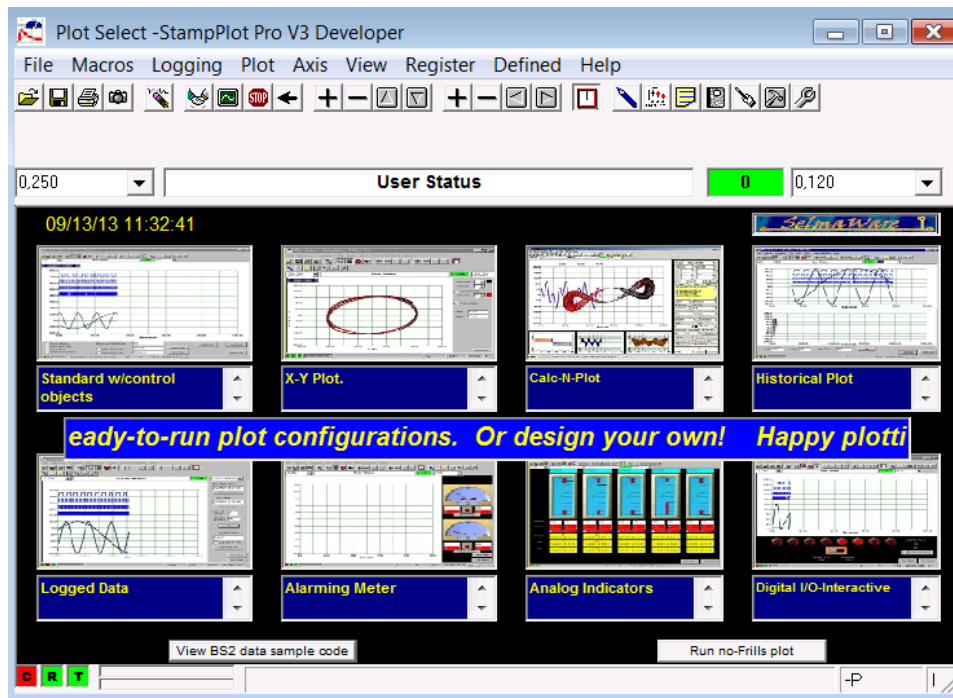 Plot Select -StampPlot Pro V3 Developer
File Macros Logging Plot Axis View Register Defined Help
STOP
0,250 User Status 0 0,120
09/13/13 11:32:41 SelmaWare
Standard w/control
objects
X-Y Plot.
Calc-N-Plot
Historical Plot
eady-to-run plot configurations. Or design your own! Happy plotti
Logged Data
Alarming Meter
Analog Indicators
Digital I/O-Interactive
View BS2 data sample code Run no-Frills plot
C R T -P